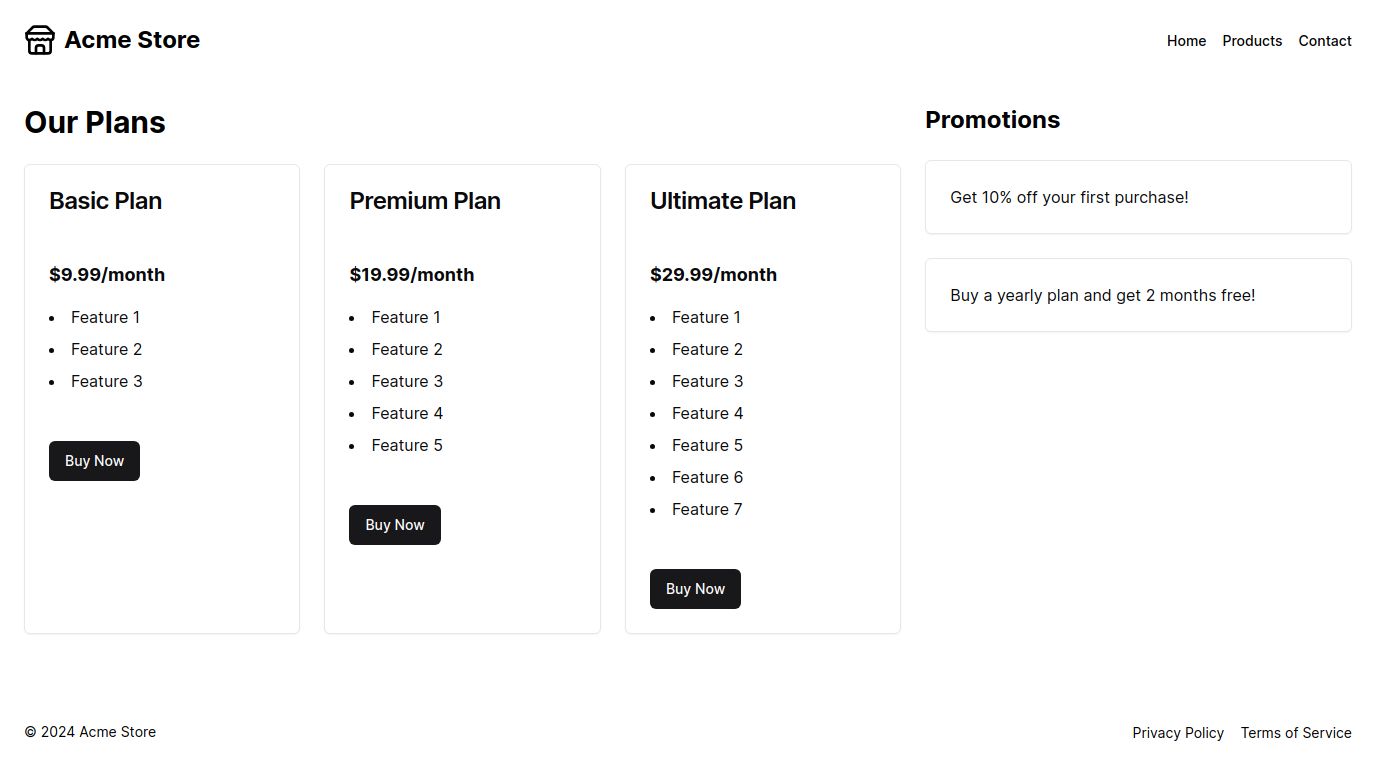 Acme Store
Home Products Contact
Our Plans
Basic Plan
$9.99/month
Feature 1
Feature 2
Feature 3
Buy Now
Premium Plan
$19.99/month
Feature 1
Feature 2
Feature 3
Feature 4
Feature 5
Buy Now
Ultimate Plan
$29.99/month
Feature 1
Feature 2
Feature 3
Feature 4
Feature 5
Feature 6
Feature 7
Buy Now
Promotions
Get 10% off your first purchase!
Buy a yearly plan and get 2 months free!
© 2024 Acme Store
Privacy Policy Terms of Service